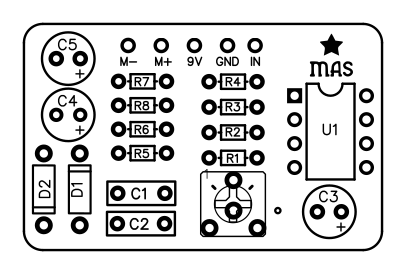 C5
M- M+ 9V GND IN
MAS
+
R7 R4
C4
R8 R3
+
R6 R2
U1
R5 R1
1
D2 D1
C1
C3
C2
+